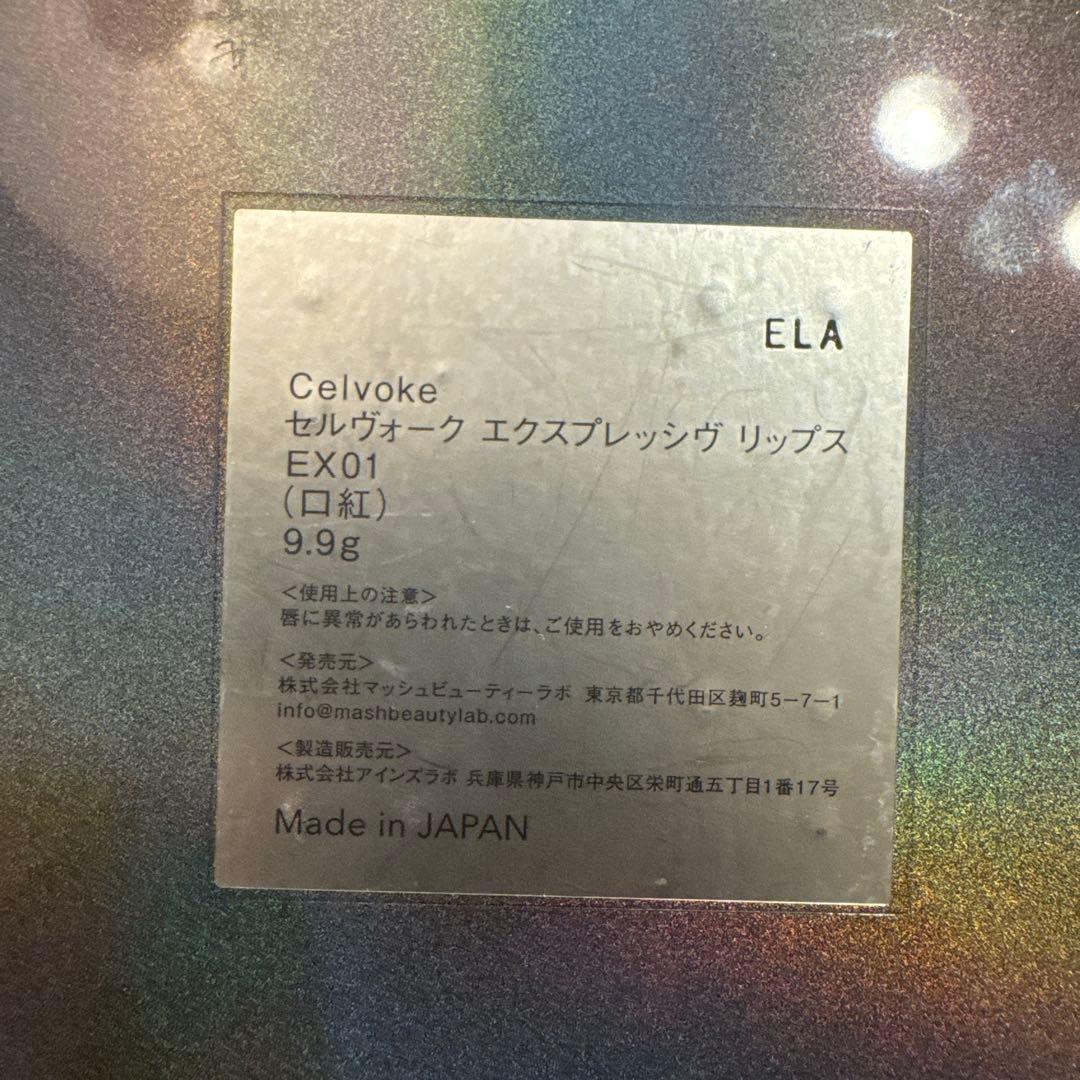 ELA
Celvoke
セルヴォーク エクスプレッシヴ リップス
EX01
(口紅)
9.9g
<使用上の注意>
唇に異常があらわれたときは、ご使用をおやめください。
<発売元>
株式会社マッシュビューティーラボ 東京都千代田区麹町5-7-1
info@mashbeautylab.com
<製造販売元>
株式会社アインズラボ 兵庫県神戸市中央区栄町通五丁目1番17号
Made in JAPAN